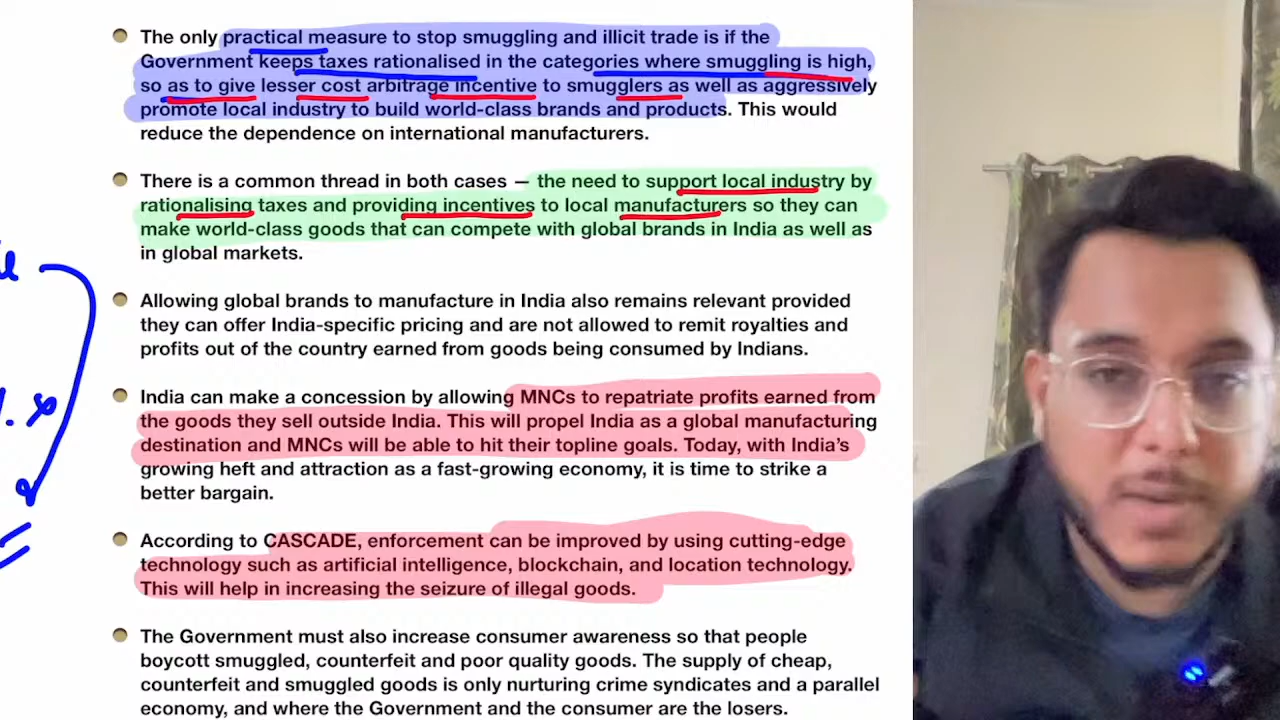 The only practical measure to stop smuggling and illicit trade is if the
Government keeps taxes rationalised in the categories where smuggling is high,
so as to give lesser cost arbitrage incentive to smugglers as well as aggressively
promote local industry to build world-class brands and products. This would
reduce the dependence on international manufacturers.
There is a common thread in both cases — the need to support local industry by
rationalising taxes and providing incentives to local manufacturers so they can
make world-class goods that can compete with global brands in India as well as
in global markets.
Allowing global brands to manufacture in India also remains relevant provided
they can offer India-specific pricing and are not allowed to remit royalties and
profits out of the country earned from goods being consumed by Indians.
India can make a concession by allowing MNCs to repatriate profits earned from
the goods they sell outside India. This will propel India as a global manufacturing
destination and MNCs will be able to hit their topline goals. Today, with India's
growing heft and attraction as a fast-growing economy, it is time to strike a
better bargain.
According to CASCADE, enforcement can be improved by using cutting-edge
technology such as artificial intelligence, blockchain, and location technology.
This will help in increasing the seizure of illegal goods.
The Government must also increase consumer awareness so that people
boycott smuggled, counterfeit and poor quality goods. The supply of cheap,
counterfeit and smuggled goods is only nurturing crime syndicates and a parallel
economy, and where the Government and the consumer are the losers.